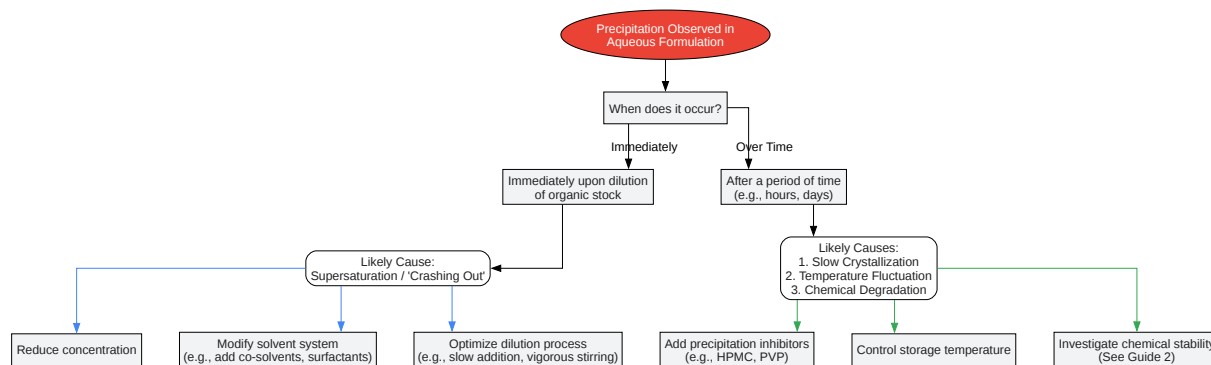 Precipitation Observed in
Aqueous Formulation
When does it occur?
Immediately
Over Time
Immediately upon dilution
of organic stock
After a period of time
(e.g., hours, days)
Likely Cause:
Supersaturation / 'Crashing Out'
Likely Causes:
1. Slow Crystallization
2. Temperature Fluctuation
3. Chemical Degradation
Reduce concentration
Modify solvent system
(e.g., add co-solvents, surfactants)
Optimize dilution process
(e.g., slow addition, vigorous stirring)
Add precipitation inhibitors
(e.g., HPMC, PVP)
Control storage temperature
Investigate chemical stability
(See Guide 2)